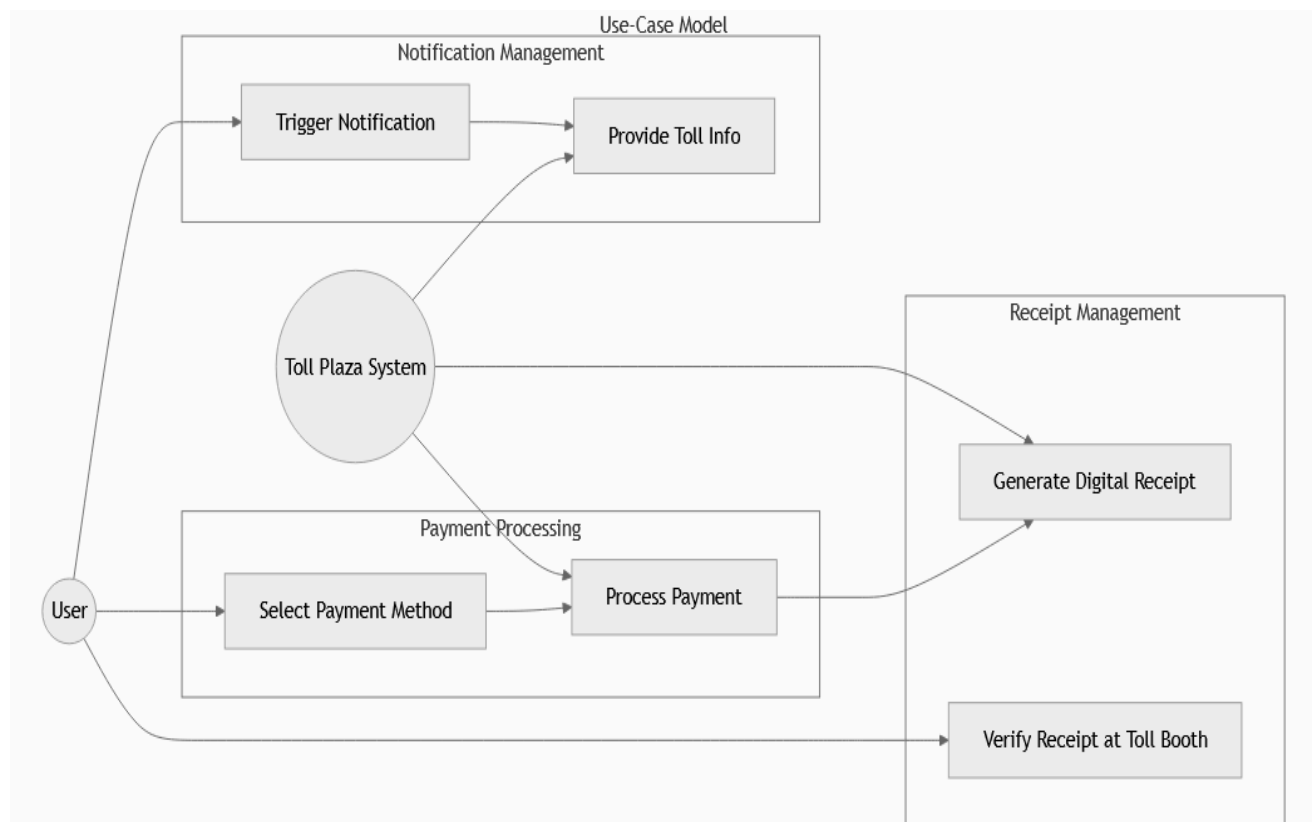 Use-Case Model
Notification Management
Trigger Notification
Provide Toll Info
Toll Plaza System
Receipt Management
Generate Digital Receipt
Payment Processing
User
Select Payment Method
Process Payment
Verify Receipt at Toll Booth